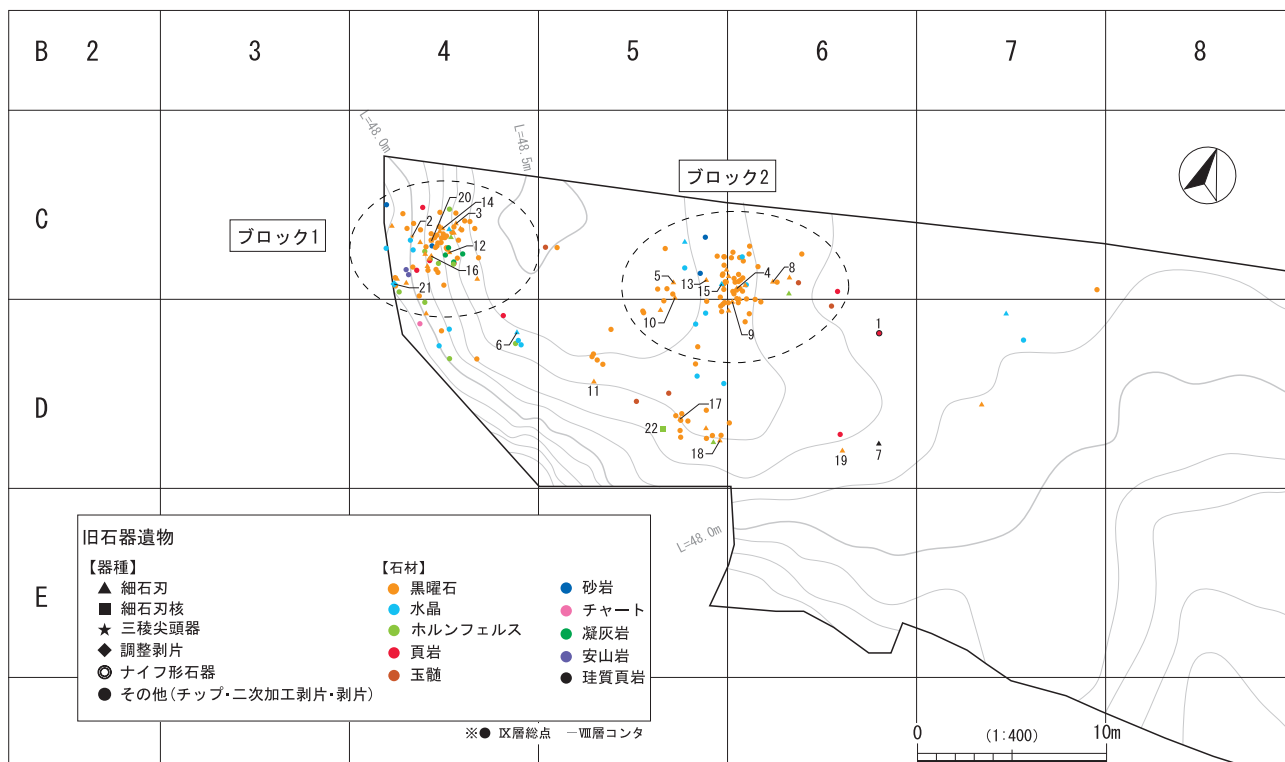 B 2 3 4 5 6 7 8
L=48.0m
L=48.5m
ブロック2
C
ブロック1
20
14
2
3
12
16
21
5
13
15
4
8
10
9
6
1
11
D
17
22
18
19
7
L=48.0m
E
旧石器遺物
【器種】 【石材】
▲ 細石刃 ● 黒曜石 ● 砂岩
■ 細石刃核 ● 水晶 ● チャート
★ 三稜尖頭器 ● ホルンフェルス ● 凝灰岩
◆ 調整剥片 ● 頁岩 ● 安山岩
◎ ナイフ形石器 ● 玉髄 ● 珪質頁岩
● その他(チップ・二次加工剥片・剥片)
※● Ⅸ層総点 ―Ⅷ層コンタ
0 (1:400) 10m